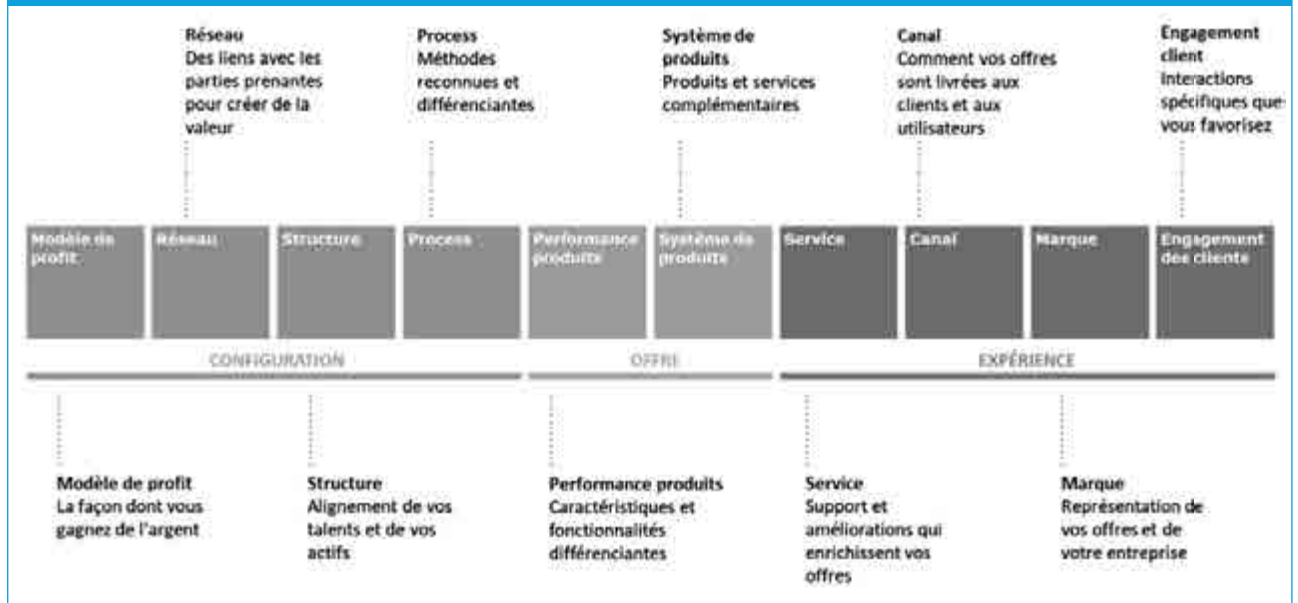 Réseau
Des liens avec les
parties prenantes
pour créer de la
valeur
Process
Méthodes
reconnues et
différenciantes
Système de
produits
Produits et services
complémentaires
Canal
Comment vos offres
sont livrées aux
clients et aux
utilisateurs
Engagement
client
Interactions
spécifiques que
vous favorisez
Modèle de
profit
Réseau
Structure
Process
Performance
produits
Système de
produits
Service
Canal
Marque
Engagement
des clients
CONFIGURATION
OFFRE
EXPÉRIENCE
Modèle de profit
La façon dont vous
gagnez de l'argent
Structure
Alignement de vos
talents et de vos
actifs
Performance produits
Caractéristiques et
fonctionnalités
différenciantes
Service
Support et
améliorations qui
enrichissent vos
offres
Marque
Représentation de
vos offres et de
votre entreprise